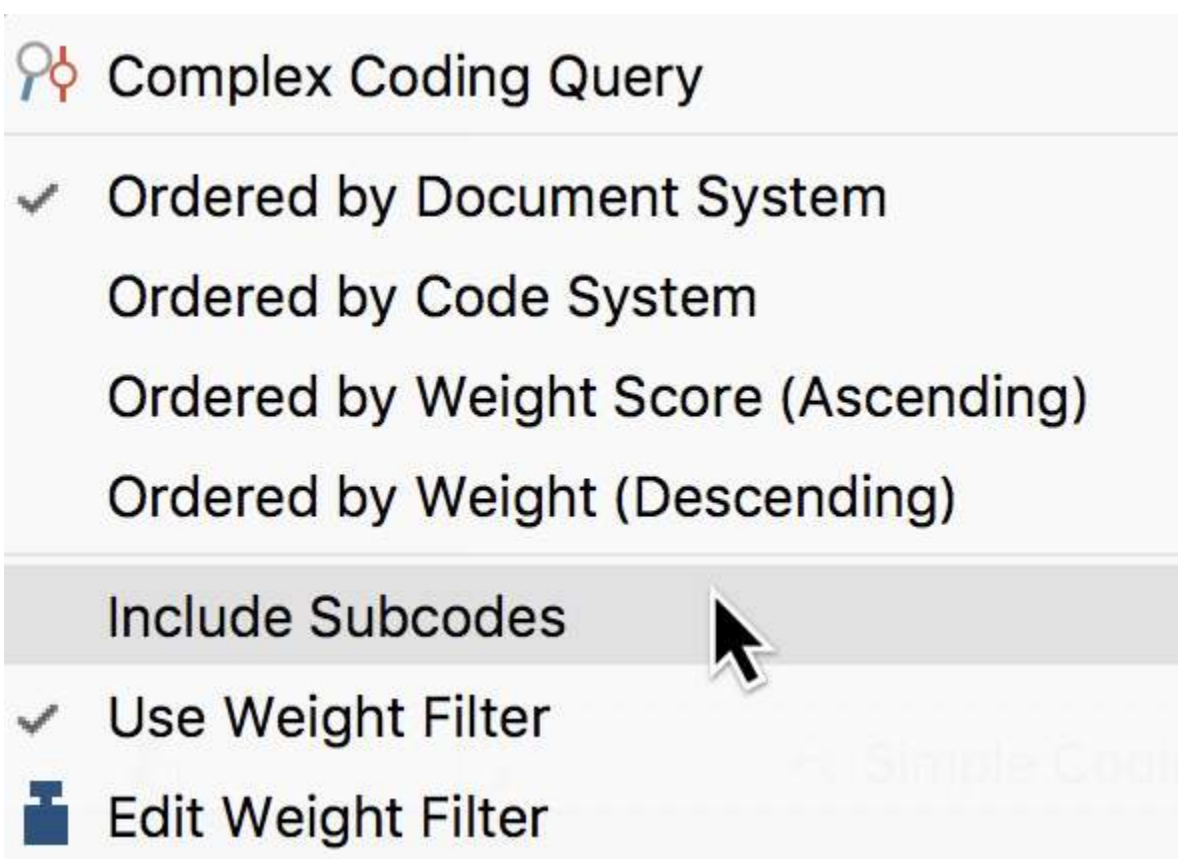 Complex Coding Query
Ordered by Document System
Ordered by Code System
Ordered by Weight Score (Ascending)
Ordered by Weight (Descending)
Include Subcodes
Use Weight Filter
Edit Weight Filter